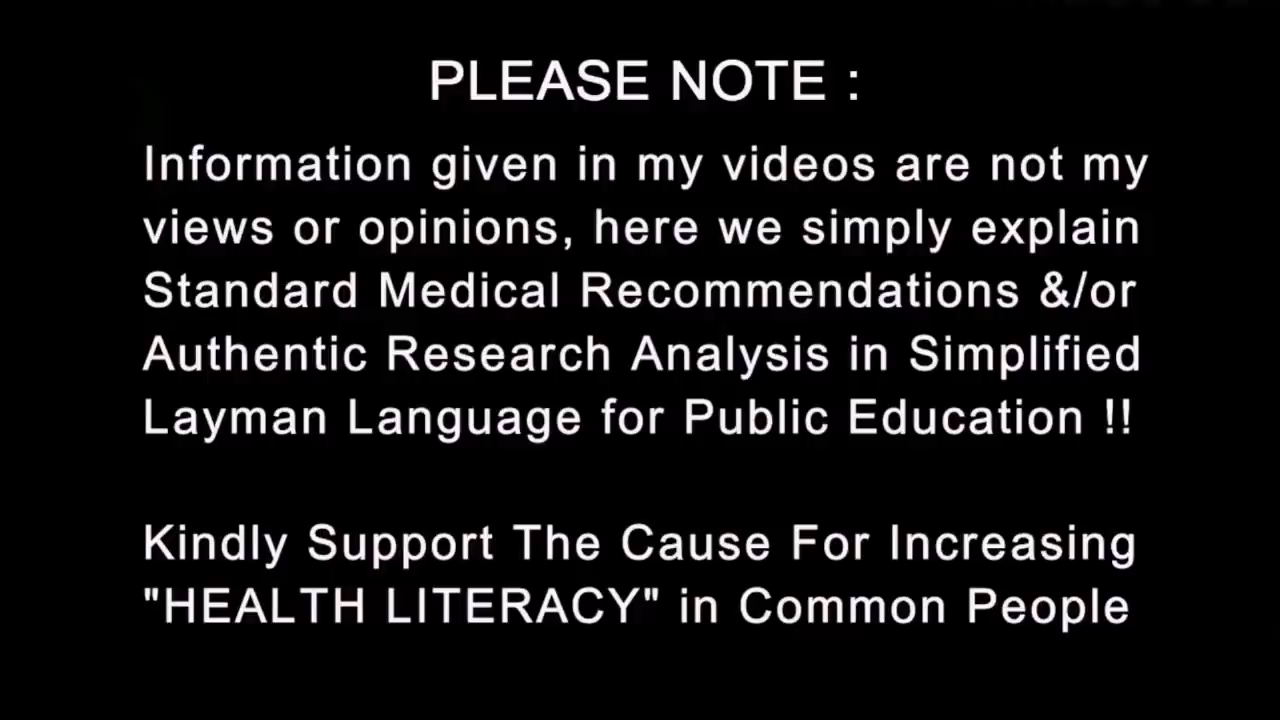 PLEASE NOTE :
Information given in my videos are not my
views or opinions, here we simply explain
Standard Medical Recommendations &/or
Authentic Research Analysis in Simplified
Layman Language for Public Education !!
Kindly Support The Cause For Increasing
"HEALTH LITERACY" in Common People